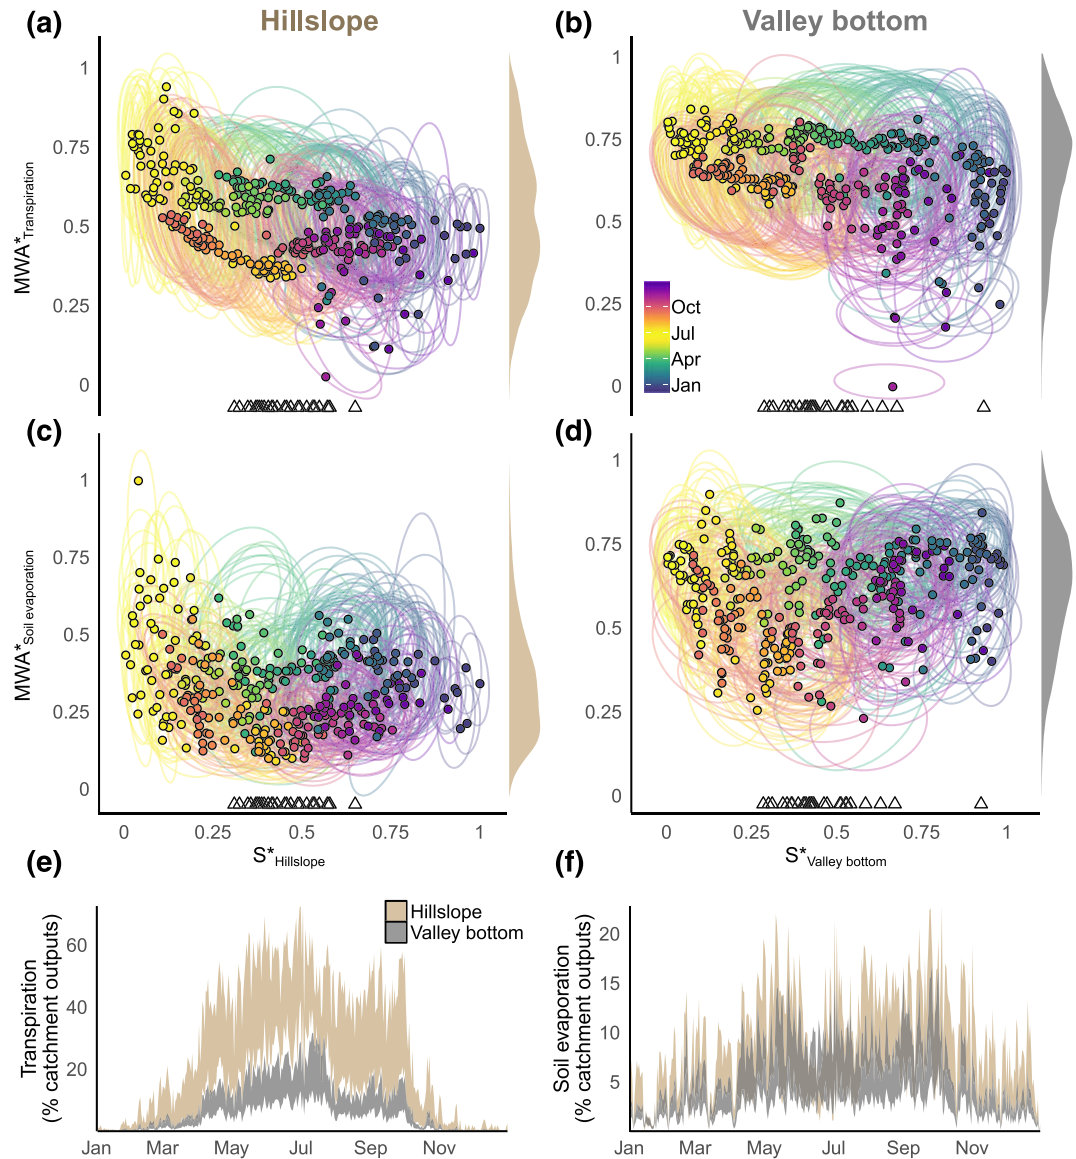 (a) Hillslope
(b) Valley bottom
MWA*Transpiration
1
0.75
0.5
0.25
0
1
0.75
0.5
0.25
0
Oct
Jul
Apr
Jan
(c)
(d)
MWA*Soil evaporation
1
0.75
0.5
0.25
0
1
0.75
0.5
0.25
0
0 0.25 0.5 0.75 1
S*Hillslope
0 0.25 0.5 0.75 1
S*Valley bottom
(e)
(f)
Transpiration
(% catchment outputs)
60
40
20
Hillslope
Valley bottom
Jan Mar May Jul Sep Nov
Soil evaporation
(% catchment outputs)
20
15
10
5
Jan Mar May Jul Sep Nov